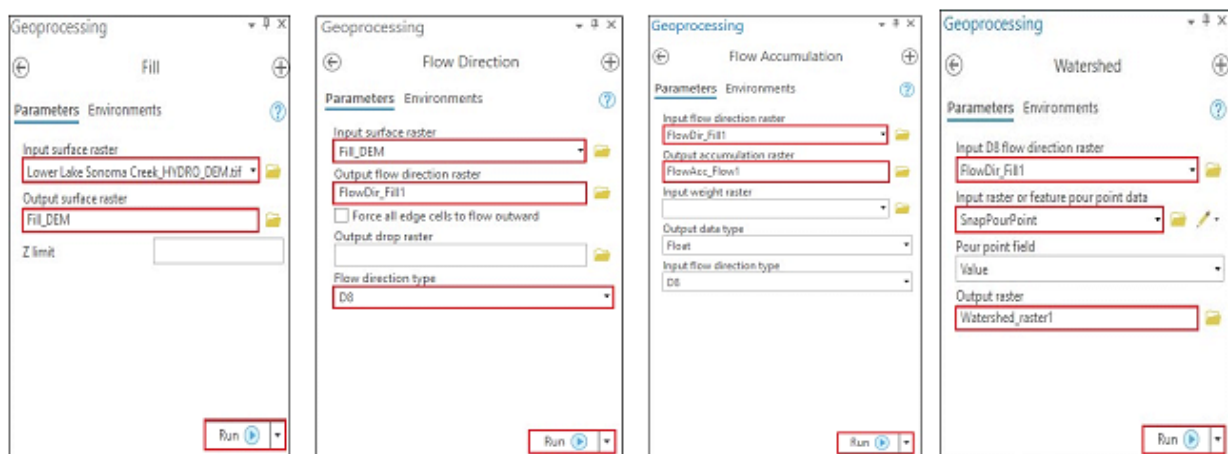 Geoprocessing
Fill
Parameters Environments
Input surface raster
Lower Lake Sonoma Creek_HYDRO_DEM.tif
Output surface raster
Fill_DEM
Z limit
Run
Geoprocessing
Flow Direction
Parameters Environments
Input surface raster
Fill_DEM
Output flow direction raster
FlowDir_Fill1
Force all edge cells to flow outward
Output drop raster
Flow direction type
D8
Run
Geoprocessing
Flow Accumulation
Parameters Environments
Input flow direction raster
FlowDir_Fill1
Output accumulation raster
FlowAcc_Flow1
Input weight raster
Output data type
Float
Input flow direction type
D8
Run
Geoprocessing
Watershed
Parameters Environments
Input D8 flow direction raster
FlowDir_Fill1
Input raster or feature pour point data
SnapPourPoint
Pour point field
Value
Output raster
Watershed_raster1
Run